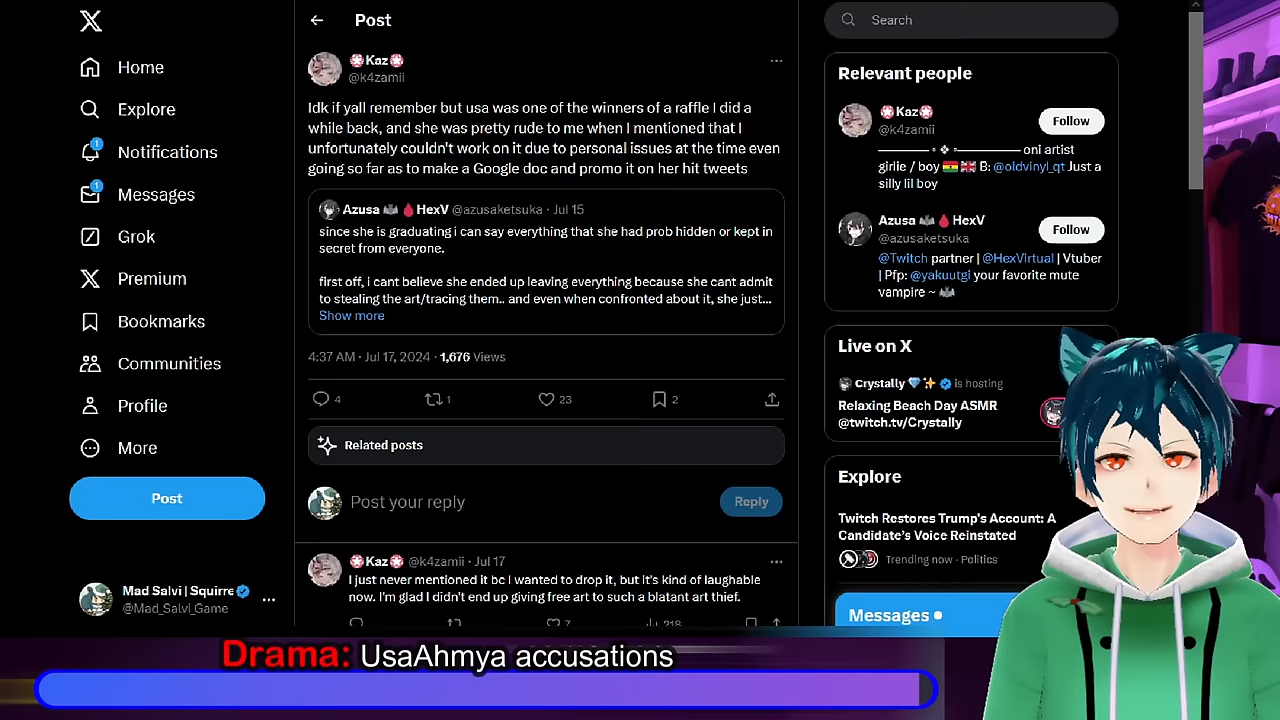 Home
Explore
1
Notifications
1
Messages
Grok
Premium
Bookmarks
Communities
Profile
More
Post
Mad Salvi | Squirre
@Mad_Salvi_Game
Post
Kaz
@k4zamii
Idk if yall remember but usa was one of the winners of a raffle I did a
while back, and she was pretty rude to me when I mentioned that I
unfortunately couldn't work on it due to personal issues at the time even
going so far as to make a Google doc and promo it on her hit tweets
Azusa HexV @azusaketsuka · Jul 15
since she is graduating i can say everything that she had prob hidden or kept in
secret from everyone.
first off, i cant believe she ended up leaving everything because she cant admit
to stealing the art/tracing them.. and even when confronted about it, she just...
Show more
4:37 AM · Jul 17, 2024 · 1,676 Views
4 1 23 2
Related posts
Post your reply
Reply
Kaz @k4zamii · Jul 17
I just never mentioned it bc I wanted to drop it, but it's kind of laughable
now. I'm glad I didn't end up giving free art to such a blatant art thief.
7 218
Search
Relevant people
Kaz
@k4zamii
Follow
oni artist
girlie / boy 🇬🇭 🇬🇧 B: @oldvinyl_qt Just a
silly lil boy
Azusa HexV
@azusaketsuka
Follow
@Twitch partner | @HexVirtual | Vtuber
| Pfp: @yakuutgi your favorite mute
vampire ~
Live on X
Crystally is hosting
Relaxing Beach Day ASMR
@twitch.tv/Crystally
Explore
Twitch Restores Trump's Account: A
Candidate's Voice Reinstated
Trending now · Politics
Messages
Drama: UsaAhmya accusations